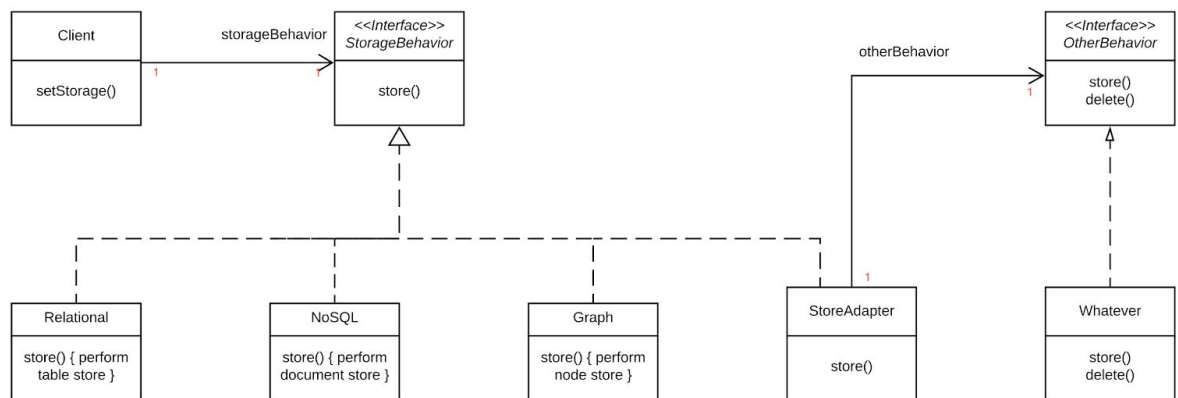 Client
setStorage()
storageBehavior
1
1
<<Interface>>
StorageBehavior
store()
otherBehavior
1
1
<<Interface>>
OtherBehavior
store()
delete()
Relational
store() { perform
table store }
NoSQL
store() { perform
document store }
Graph
store() { perform
node store }
StoreAdapter
store()
Whatever
store()
delete()